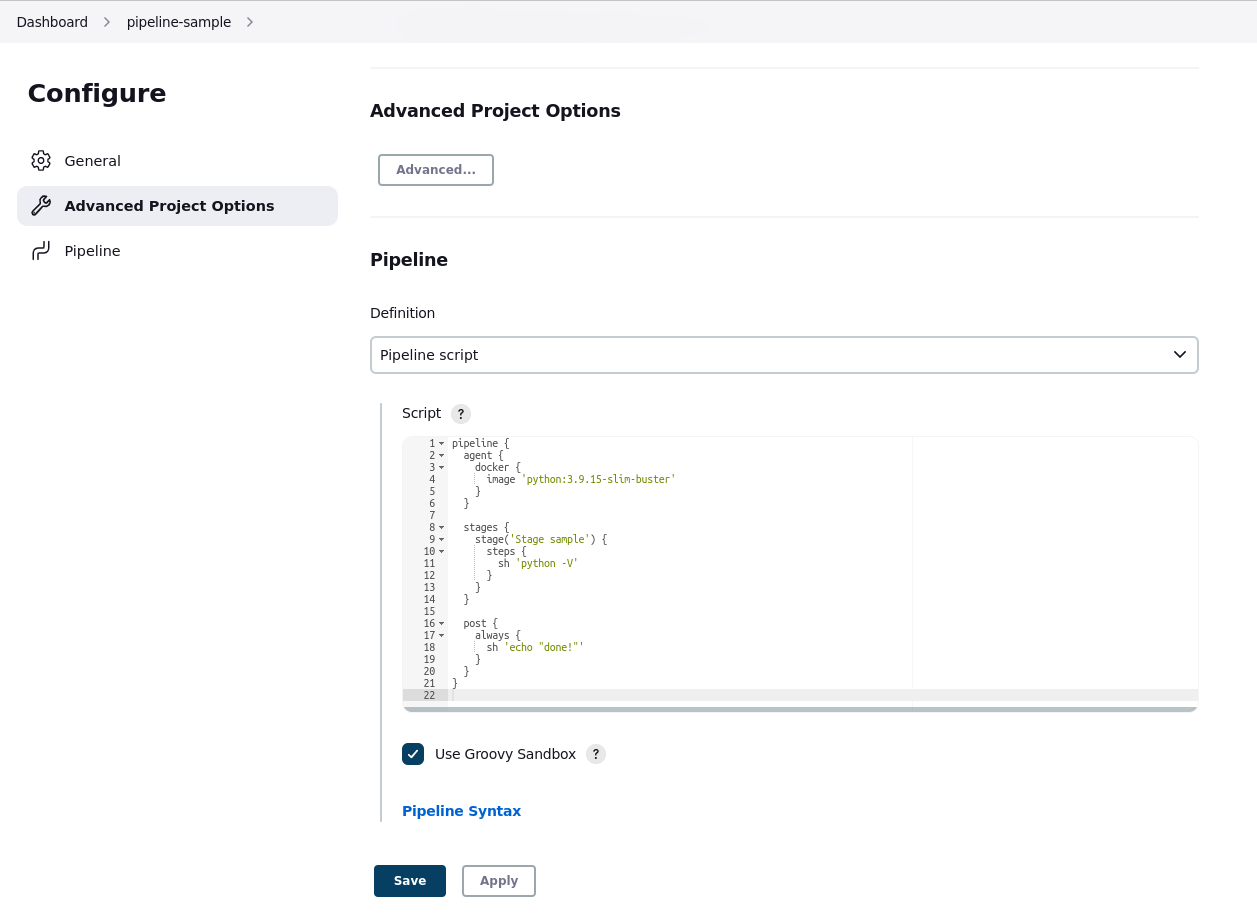 Dashboard
pipeline-sample
Configure
General
Advanced Project Options
Pipeline
Advanced Project Options
Advanced...
Pipeline
Definition
Pipeline script
Script ?
1 pipeline {
2 agent {
3 docker {
4 image 'python:3.9.15-slim-buster'
5 }
6 }
7
8 stages {
9 stage('Stage sample') {
10 steps {
11 sh 'python -V'
12 }
13 }
14 }
15
16 post {
17 always {
18 sh 'echo "done!"'
19 }
20 }
21 }
22
Use Groovy Sandbox ?
Pipeline Syntax
Save
Apply